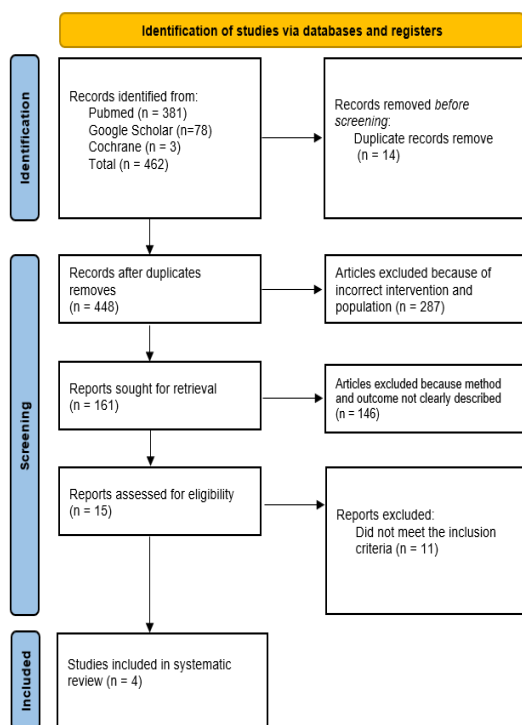 Identification of studies via databases and registers
Identification
Records identified from:
Pubmed (n = 381)
Google Scholar (n=78)
Cochrane (n = 3)
Total (n = 462)
Records removed before
screening:
Duplicate records remove
(n = 14)
Screening
Records after duplicates
removes
(n = 448)
Articles excluded because of
incorrect intervention and
population (n = 287)
Reports sought for retrieval
(n = 161)
Articles excluded because method
and outcome not clearly described
(n = 146)
Reports assessed for eligibility
(n = 15)
Reports excluded:
Did not meet the inclusion
criteria (n = 11)
Included
Studies included in systematic
review (n = 4)